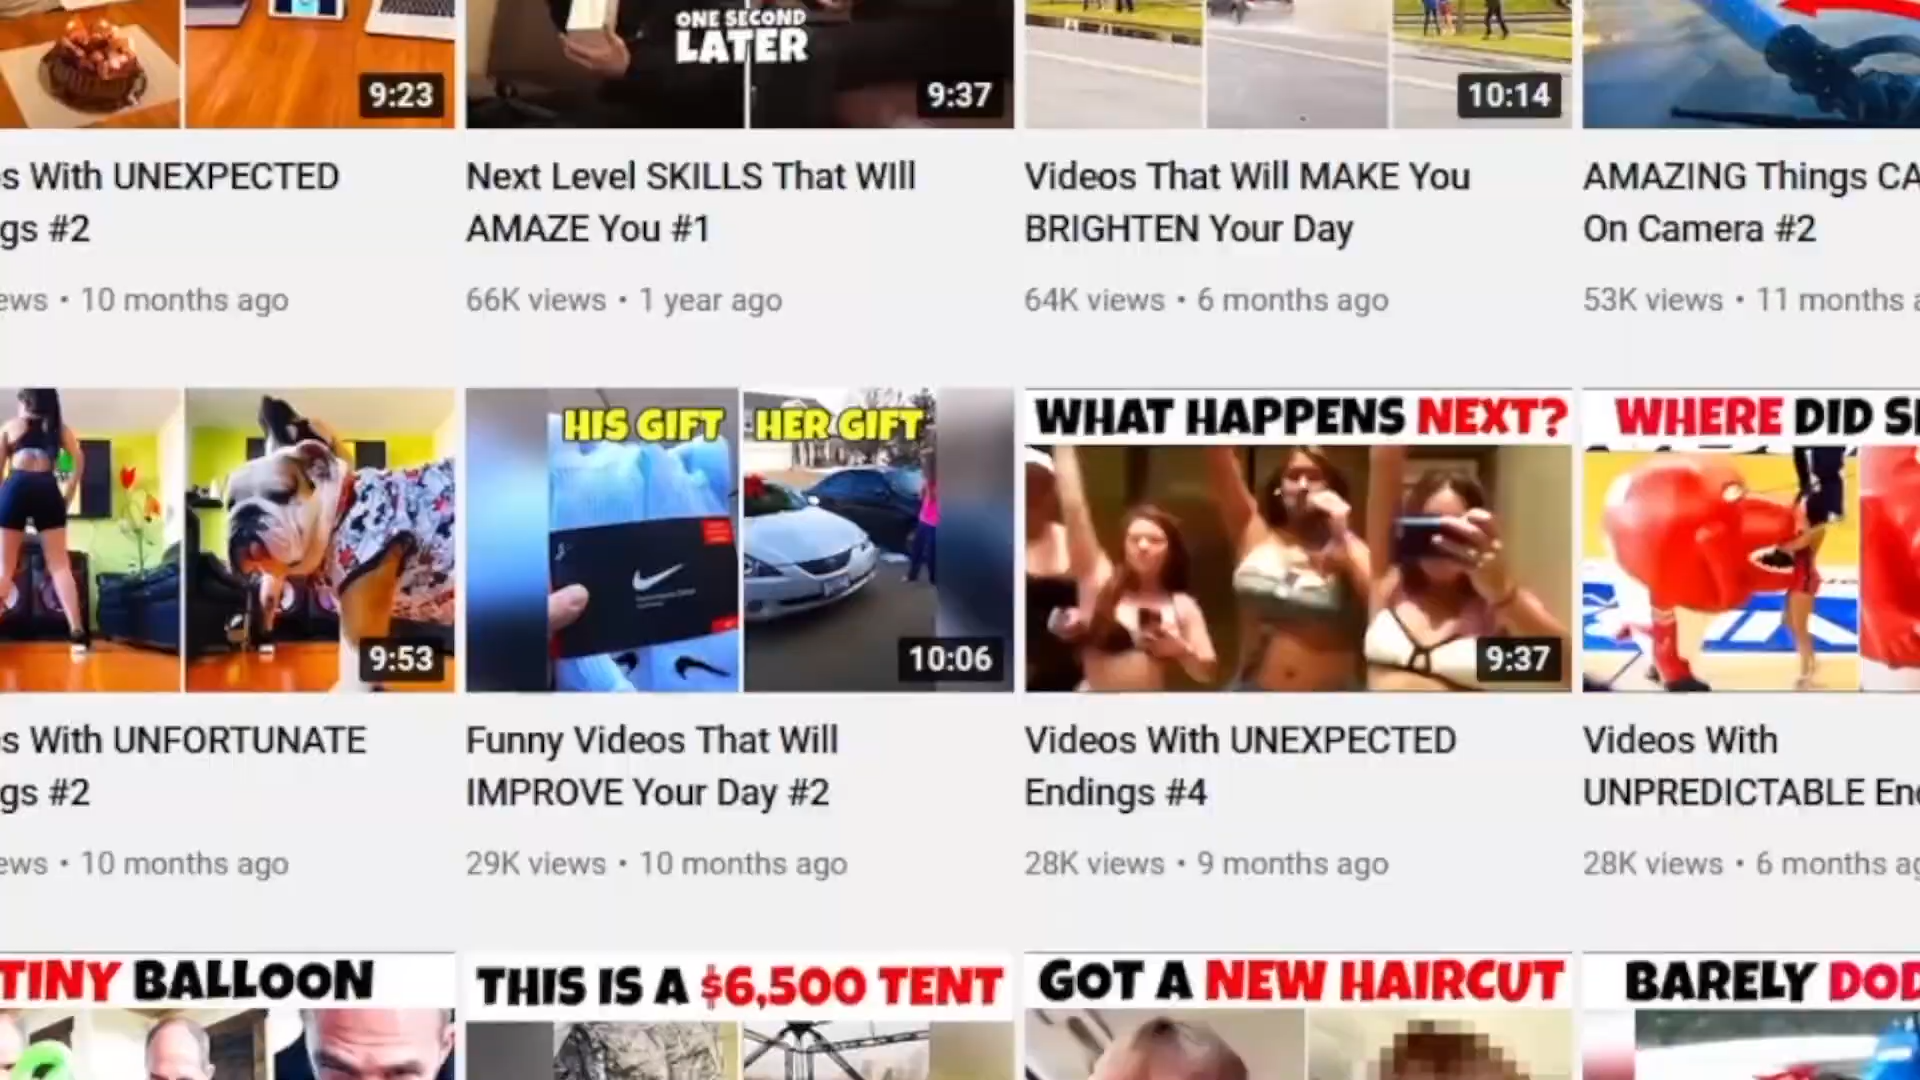 ONE SECOND
LATER
9:23
9:37
10:14
s With UNEXPECTED
gs #2
Next Level SKILLS That WIll
AMAZE You #1
Videos That Will MAKE You
BRIGHTEN Your Day
AMAZING Things CA
On Camera #2
ews • 10 months ago
66K views • 1 year ago
64K views • 6 months ago
53K views • 11 months a
HIS GIFT
HER GIFT
WHAT HAPPENS NEXT?
WHERE DID S
9:53
10:06
9:37
s With UNFORTUNATE
gs #2
Funny Videos That Will
IMPROVE Your Day #2
Videos With UNEXPECTED
Endings #4
Videos With
UNPREDICTABLE En
ews • 10 months ago
29K views • 10 months ago
28K views • 9 months ago
28K views • 6 months ag
TINY BALLOON
THIS IS A $6,500 TENT
GOT A NEW HAIRCUT
BARELY DOD